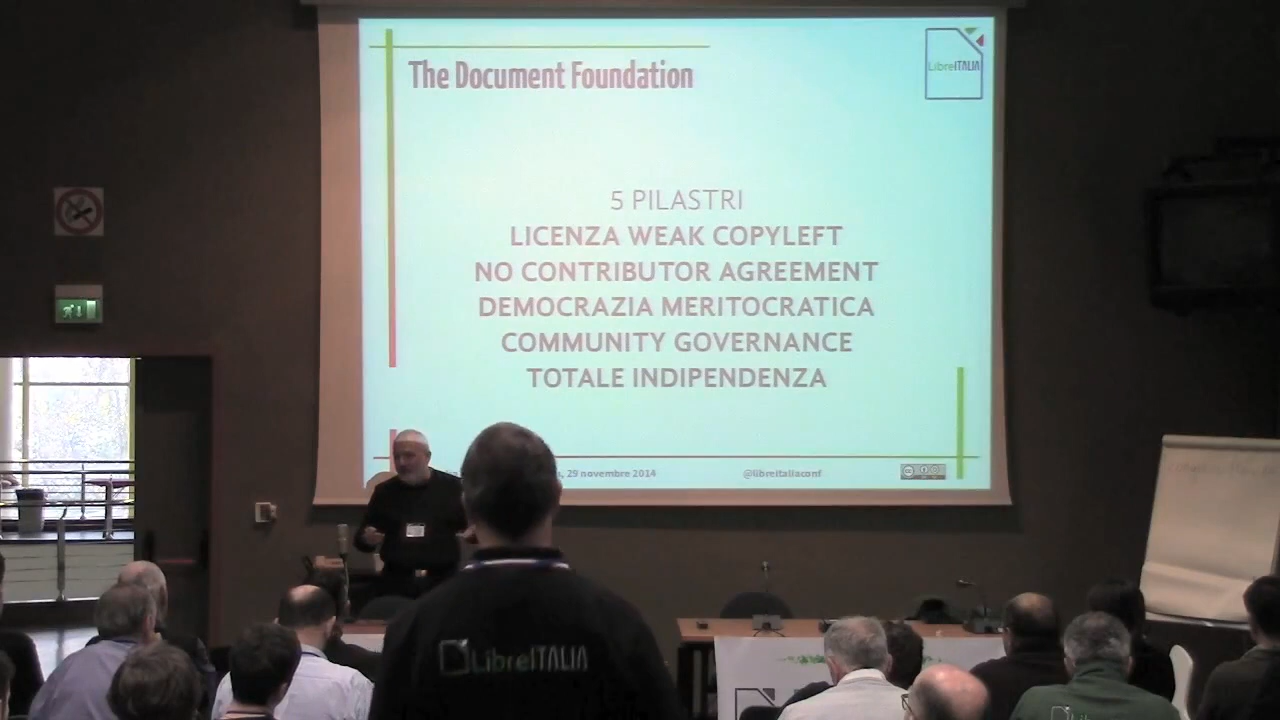 The Document Foundation
LibreITALIA
5 PILASTRI
LICENZA WEAK COPYLEFT
NO CONTRIBUTOR AGREEMENT
DEMOCRAZIA MERITOCRATICA
COMMUNITY GOVERNANCE
TOTALE INDIPENDENZA
29 novembre 2014
@libreitaliaconf
LibreITALIA